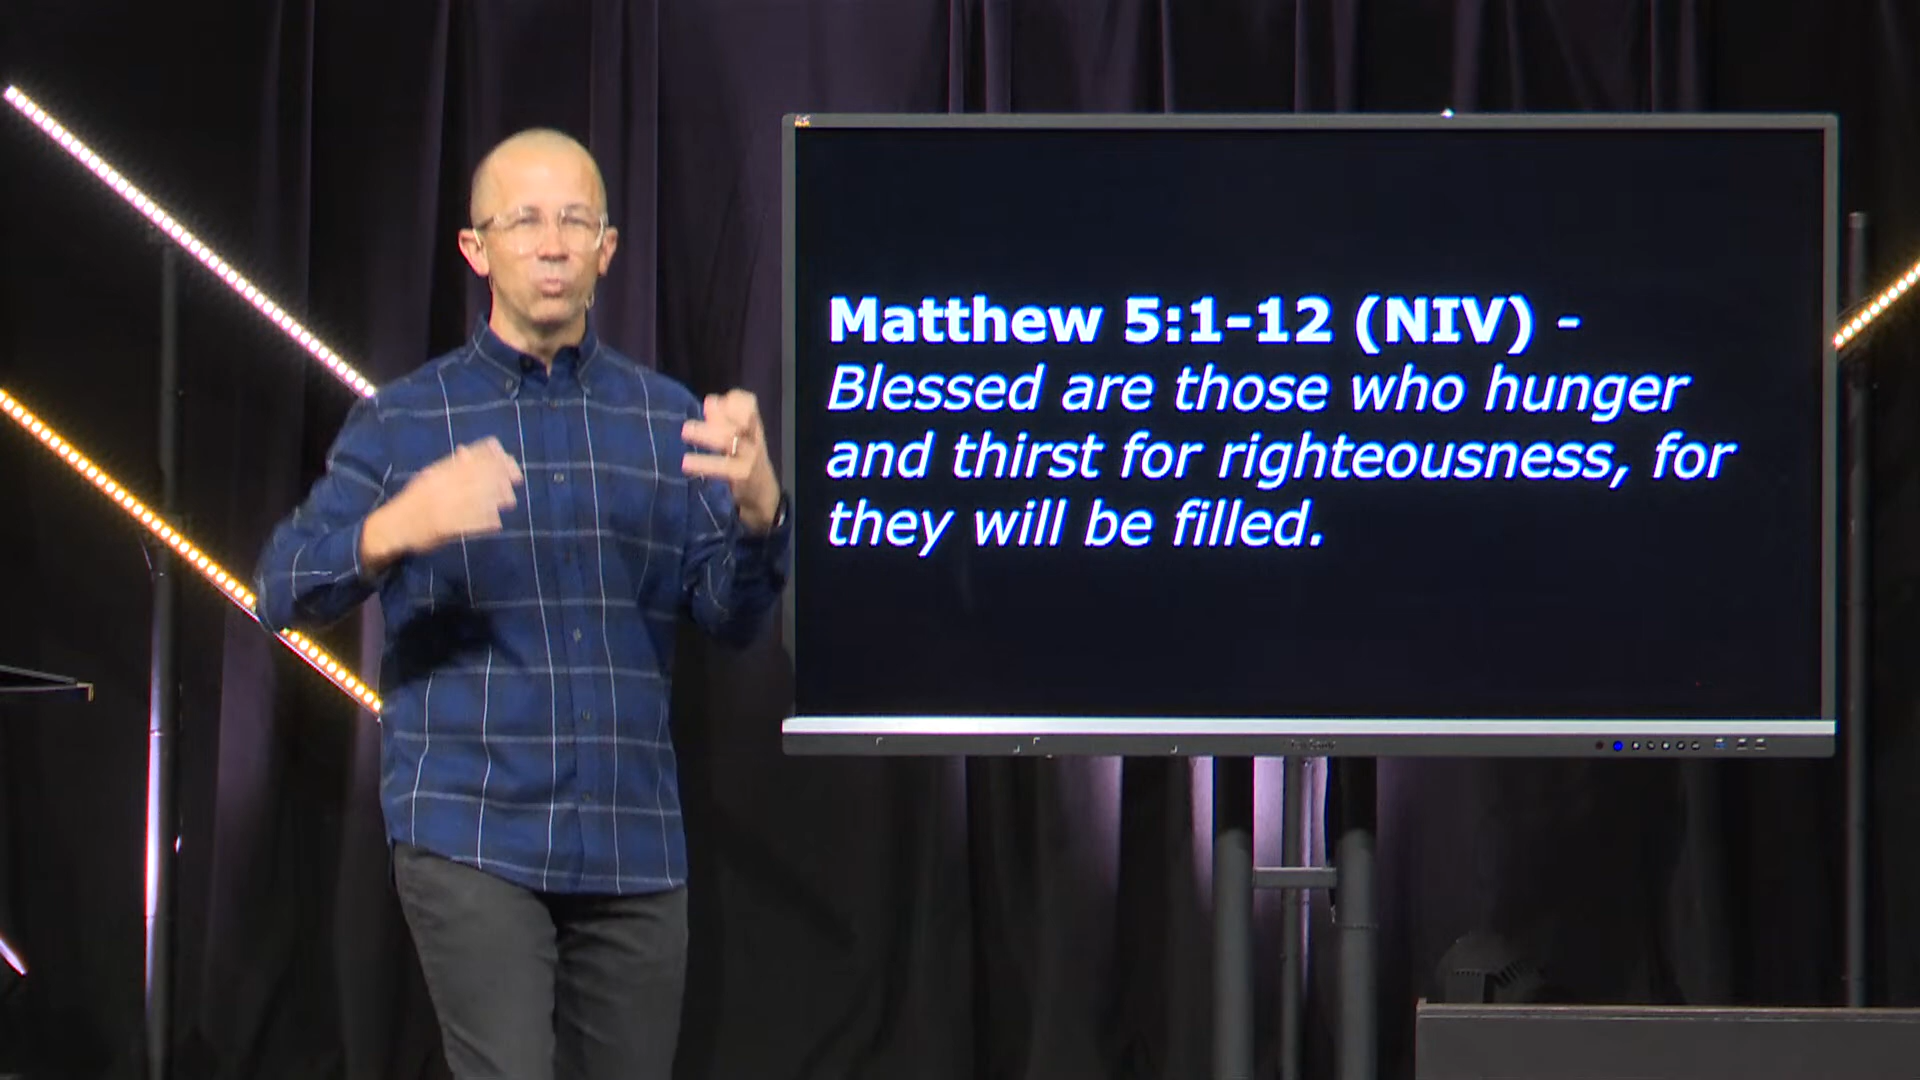 Matthew 5:1-12 (NIV) -
Blessed are those who hunger
and thirst for righteousness, for
they will be filled.